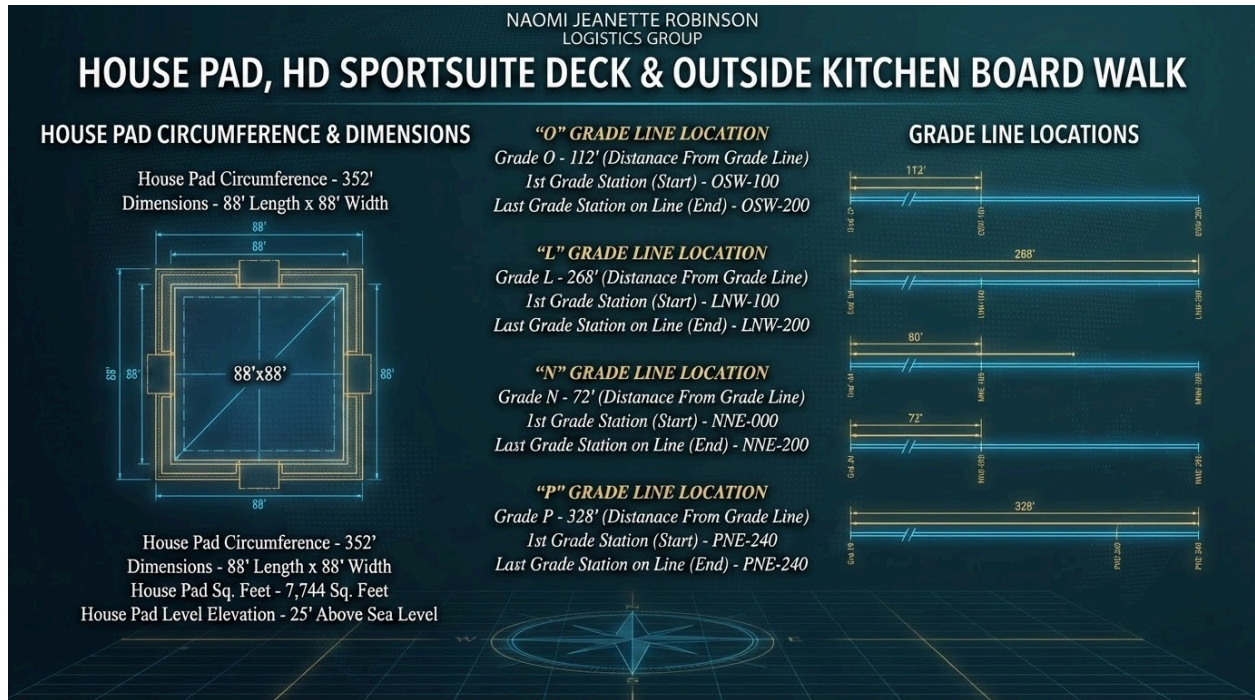 NAOMI JEANETTE ROBINSON
LOGISTICS GROUP
HOUSE PAD, HD SPORTSUITE DECK & OUTSIDE KITCHEN BOARD WALK
HOUSE PAD CIRCUMFERENCE & DIMENSIONS
House Pad Circumference - 352'
Dimensions - 88' Length x 88' Width
88'
88'
88'
88'
88'x88'
88'
88'
House Pad Circumference - 352'
Dimensions - 88' Length x 88' Width
House Pad Sq. Feet - 7,744 Sq. Feet
House Pad Level Elevation - 25' Above Sea Level
"O" GRADE LINE LOCATION
Grade O - 112' (Distanace From Grade Line)
1st Grade Station (Start) - OSW-100
Last Grade Station on Line (End) - OSW-200
"L" GRADE LINE LOCATION
Grade L - 268' (Distanace From Grade Line)
1st Grade Station (Start) - LNW-100
Last Grade Station on Line (End) - LNW-200
"N" GRADE LINE LOCATION
Grade N - 72' (Distanace From Grade Line)
1st Grade Station (Start) - NNE-000
Last Grade Station on Line (End) - NNE-200
"P" GRADE LINE LOCATION
Grade P - 328' (Distanace From Grade Line)
1st Grade Station (Start) - PNE-240
Last Grade Station on Line (End) - PNE-240
GRADE LINE LOCATIONS
112'
268'
80'
72'
328'
W
E